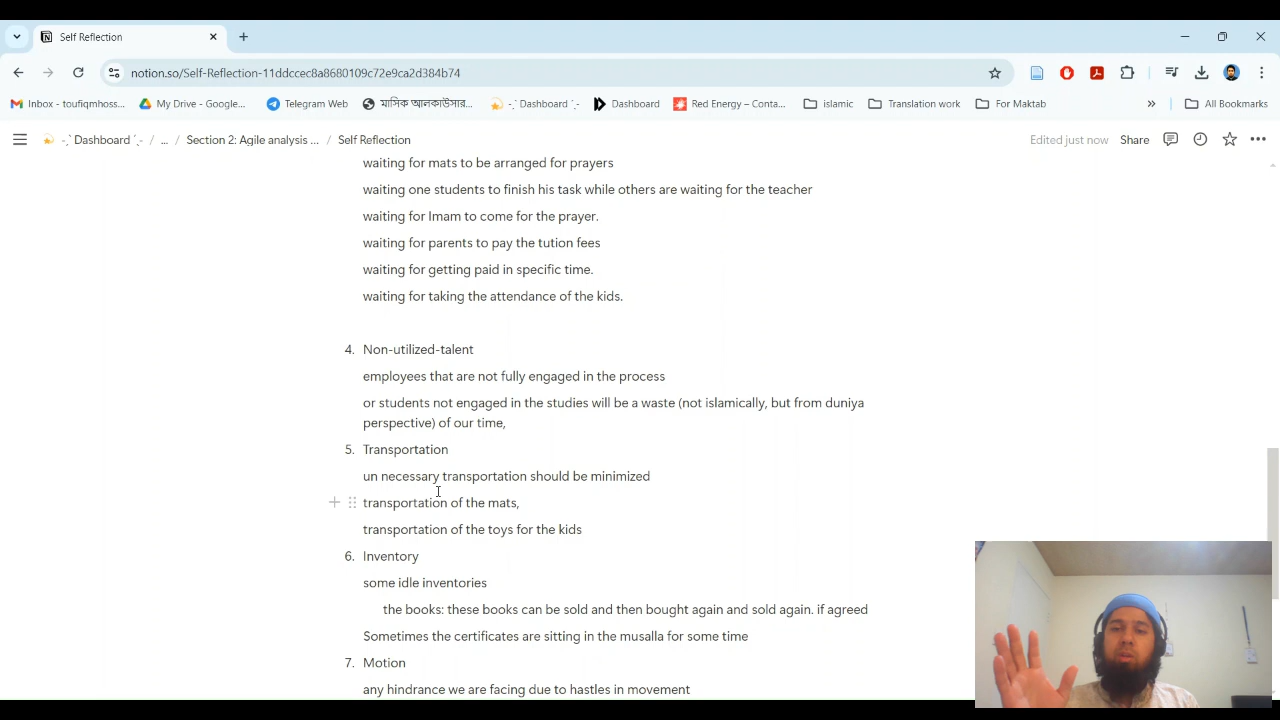 Self Reflection
notion.so/Self-Reflection-11ddccec8a8680109c72e9ca2d384b74
Inbox - toufiqmhoss... My Drive - Google... Telegram Web মাসিক আলকাউসার... -ˏˋ Dashboard ˊˎ- Dashboard Red Energy – Conta... islamic Translation work For Maktab » All Bookmarks
-ˏˋ Dashboard ˊˎ- / ... / Section 2: Agile analysis ... / Self Reflection Edited just now Share
waiting for mats to be arranged for prayers
waiting one students to finish his task while others are waiting for the teacher
waiting for Imam to come for the prayer.
waiting for parents to pay the tution fees
waiting for getting paid in specific time.
waiting for taking the attendance of the kids.
4. Non-utilized-talent
employees that are not fully engaged in the process
or students not engaged in the studies will be a waste (not islamically, but from duniya
perspective) of our time,
5. Transportation
un necessary transportation should be minimized
transportation of the mats,
transportation of the toys for the kids
6. Inventory
some idle inventories
the books: these books can be sold and then bought again and sold again. if agreed
Sometimes the certificates are sitting in the musalla for some time
7. Motion
any hindrance we are facing due to hastles in movement